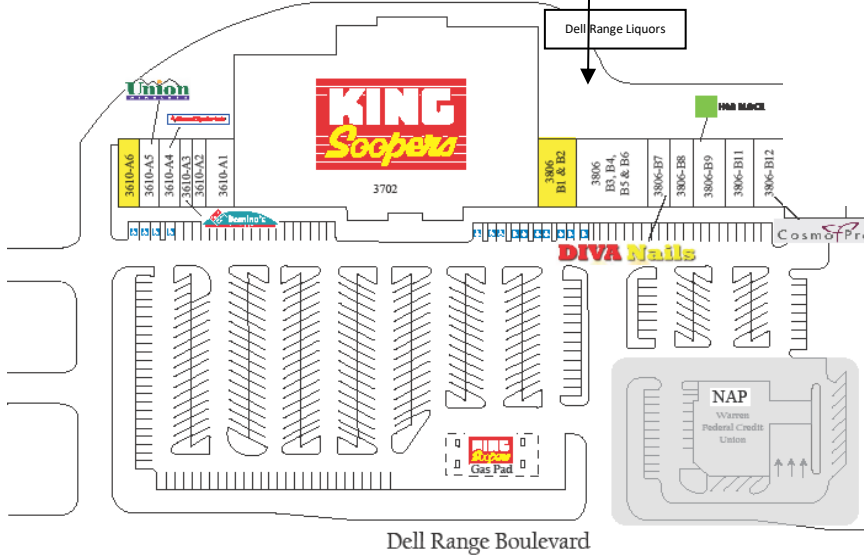 Dell Range Liquors
Union
H&R BLOCK
KING
Soopers
3702
3610-A6
3610-A5
3610-A4
3610-A3
3610-A2
3610-A1
Domino's
3806
B1 & B2
3806
B3, B4,
B5 & B6
3806-B7
3806-B8
3806-B9
3806-B11
3806-B12
CosmoPro
DIVA Nails
NAP
Warren
Federal Credit
Union
KING
Soopers
Gas Pad
Dell Range Boulevard